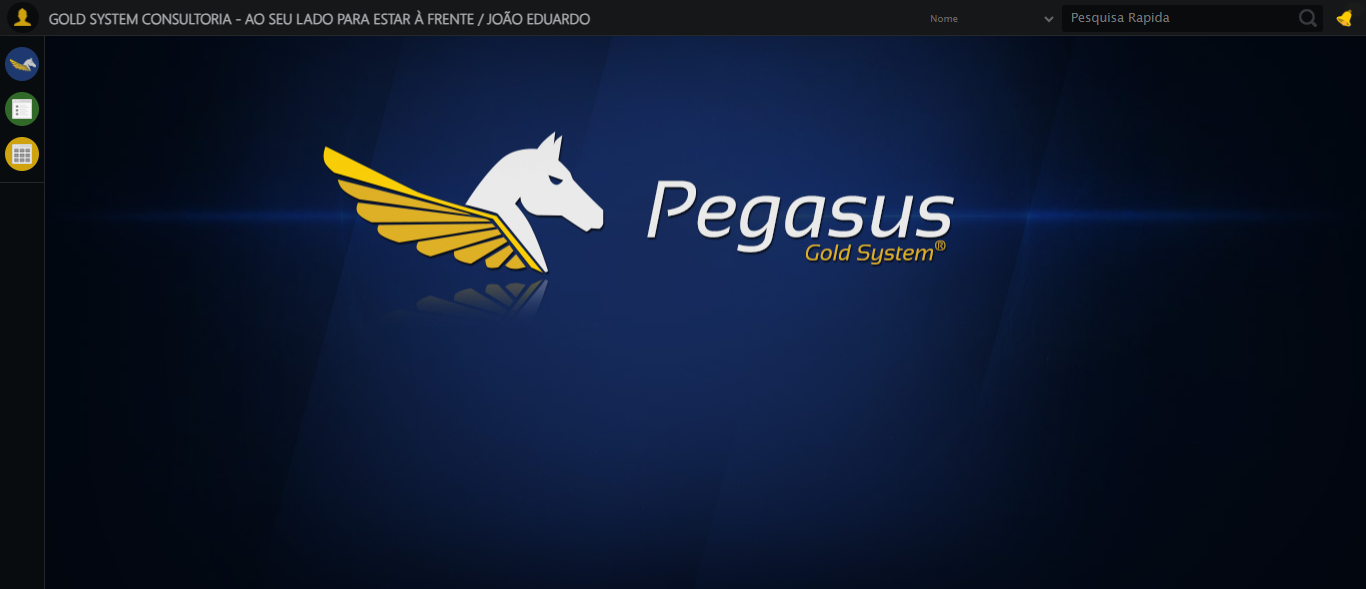 GOLD SYSTEM CONSULTORIA - AO SEU LADO PARA ESTAR À FRENTE / JOÃO EDUARDO
Nome
Pesquisa Rapida
Pegasus
Gold System®